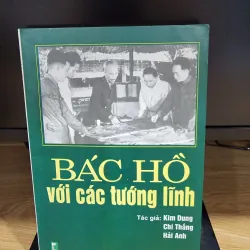 BÁC HỒ
với các tướng lĩnh
Tác giả: Kim Dung
Chí Thắng
Hải Anh